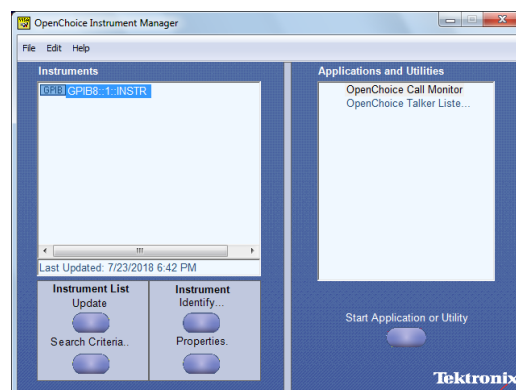 OpenChoice Instrument Manager
File Edit Help
Instruments
GPIB GPIB8::1::INSTR
Last Updated: 7/23/2018 6:42 PM
Instrument List
Update
Search Criteria..
Instrument
Identify...
Properties.
Applications and Utilities
OpenChoice Call Monitor
OpenChoice Talker Liste...
Start Application or Utility
Tektronix